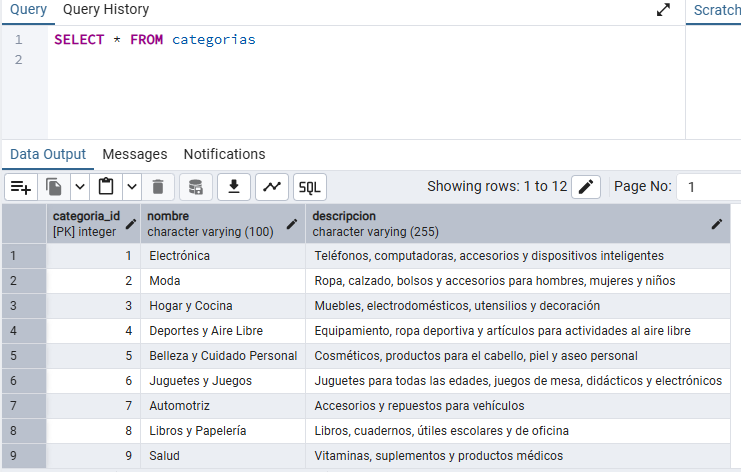 Query Query History Scratch
1 SELECT * FROM categorias
2
Data Output Messages Notifications
SQL Showing rows: 1 to 12 Page No: 1
categoria_id nombre descripcion
[PK] integer character varying (100) character varying (255)
1 1 Electrónica Teléfonos, computadoras, accesorios y dispositivos inteligentes
2 2 Moda Ropa, calzado, bolsos y accesorios para hombres, mujeres y niños
3 3 Hogar y Cocina Muebles, electrodomésticos, utensilios y decoración
4 4 Deportes y Aire Libre Equipamiento, ropa deportiva y artículos para actividades al aire libre
5 5 Belleza y Cuidado Personal Cosméticos, productos para el cabello, piel y aseo personal
6 6 Juguetes y Juegos Juguetes para todas las edades, juegos de mesa, didácticos y electrónicos
7 7 Automotriz Accesorios y repuestos para vehículos
8 8 Libros y Papelería Libros, cuadernos, útiles escolares y de oficina
9 9 Salud Vitaminas, suplementos y productos médicos